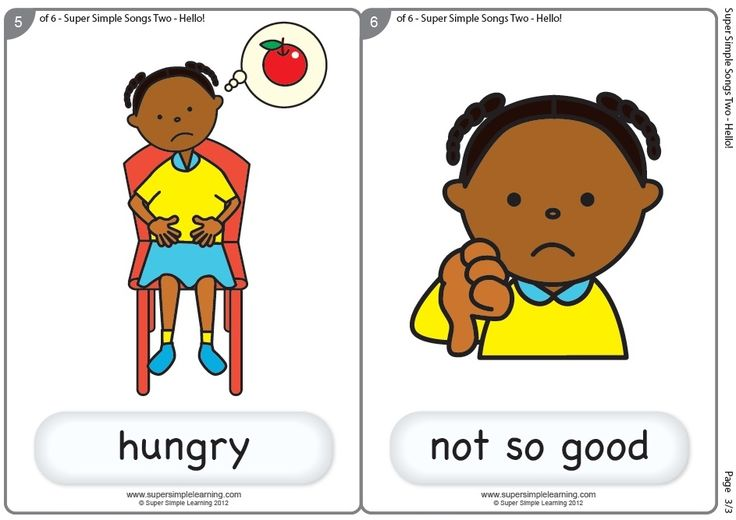 5
of 6 - Super Simple Songs Two - Hello!
hungry
www.supersimplelearning.com
© Super Simple Learning 2012
6
of 6 - Super Simple Songs Two - Hello!
not so good
www.supersimplelearning.com
© Super Simple Learning 2012
Super Simple Songs Two - Hello!
Page 3/3